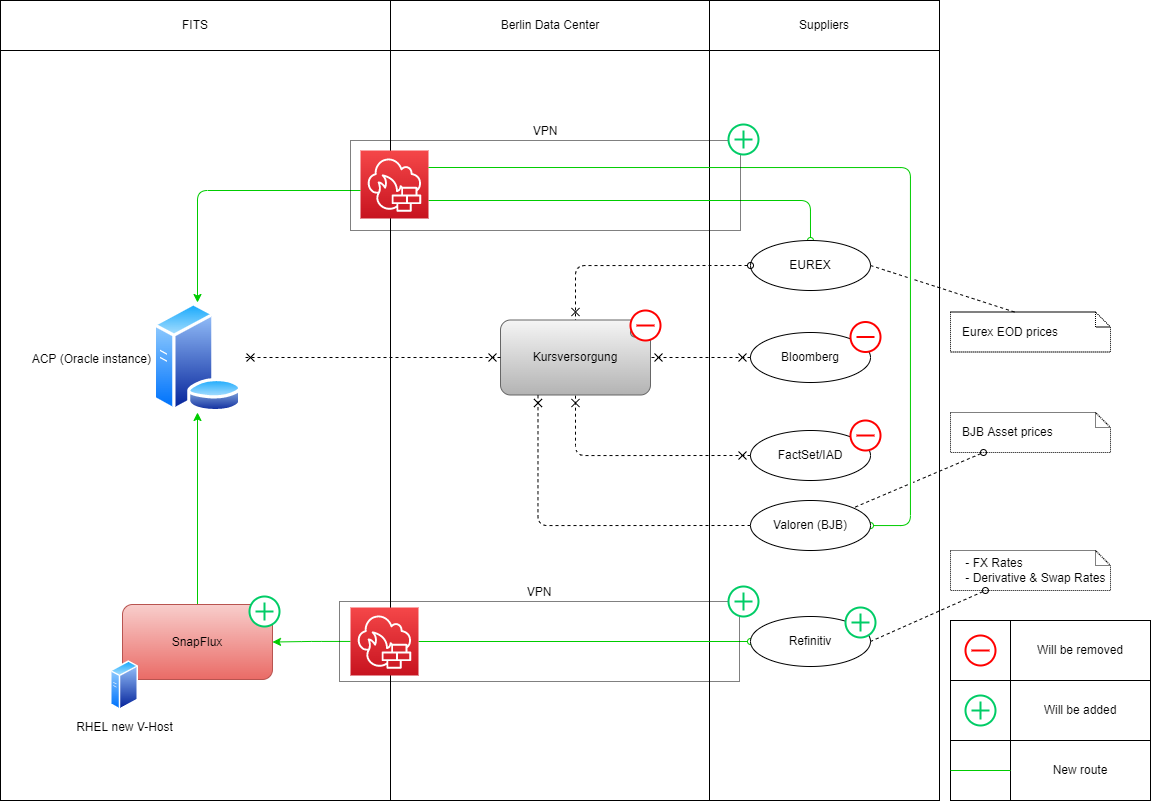 FITS
Berlin Data Center
Suppliers
VPN
EUREX
Eurex EOD prices
ACP (Oracle instance)
Kursversorgung
Bloomberg
BJB Asset prices
FactSet/IAD
Valoren (BJB)
- FX Rates
- Derivative & Swap Rates
VPN
SnapFlux
Refinitiv
RHEL new V-Host
Will be removed
Will be added
New route